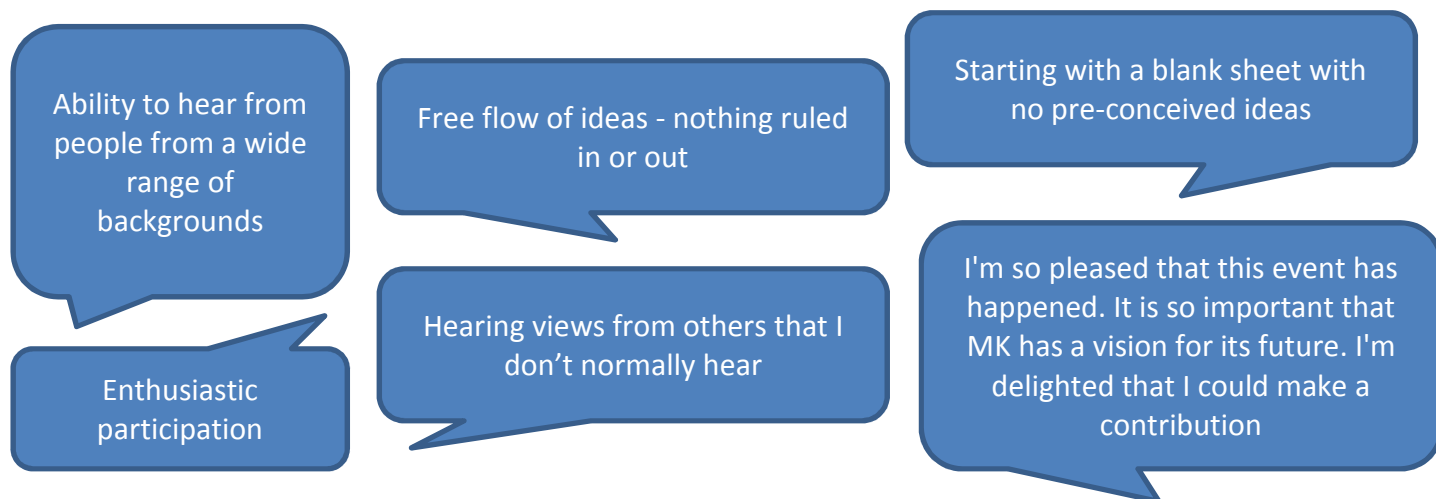 Ability to hear from
people from a wide
range of
backgrounds
Free flow of ideas - nothing ruled
in or out
Starting with a blank sheet with
no pre-conceived ideas
Enthusiastic
participation
Hearing views from others that I
don’t normally hear
I'm so pleased that this event has
happened. It is so important that
MK has a vision for its future. I'm
delighted that I could make a
contribution